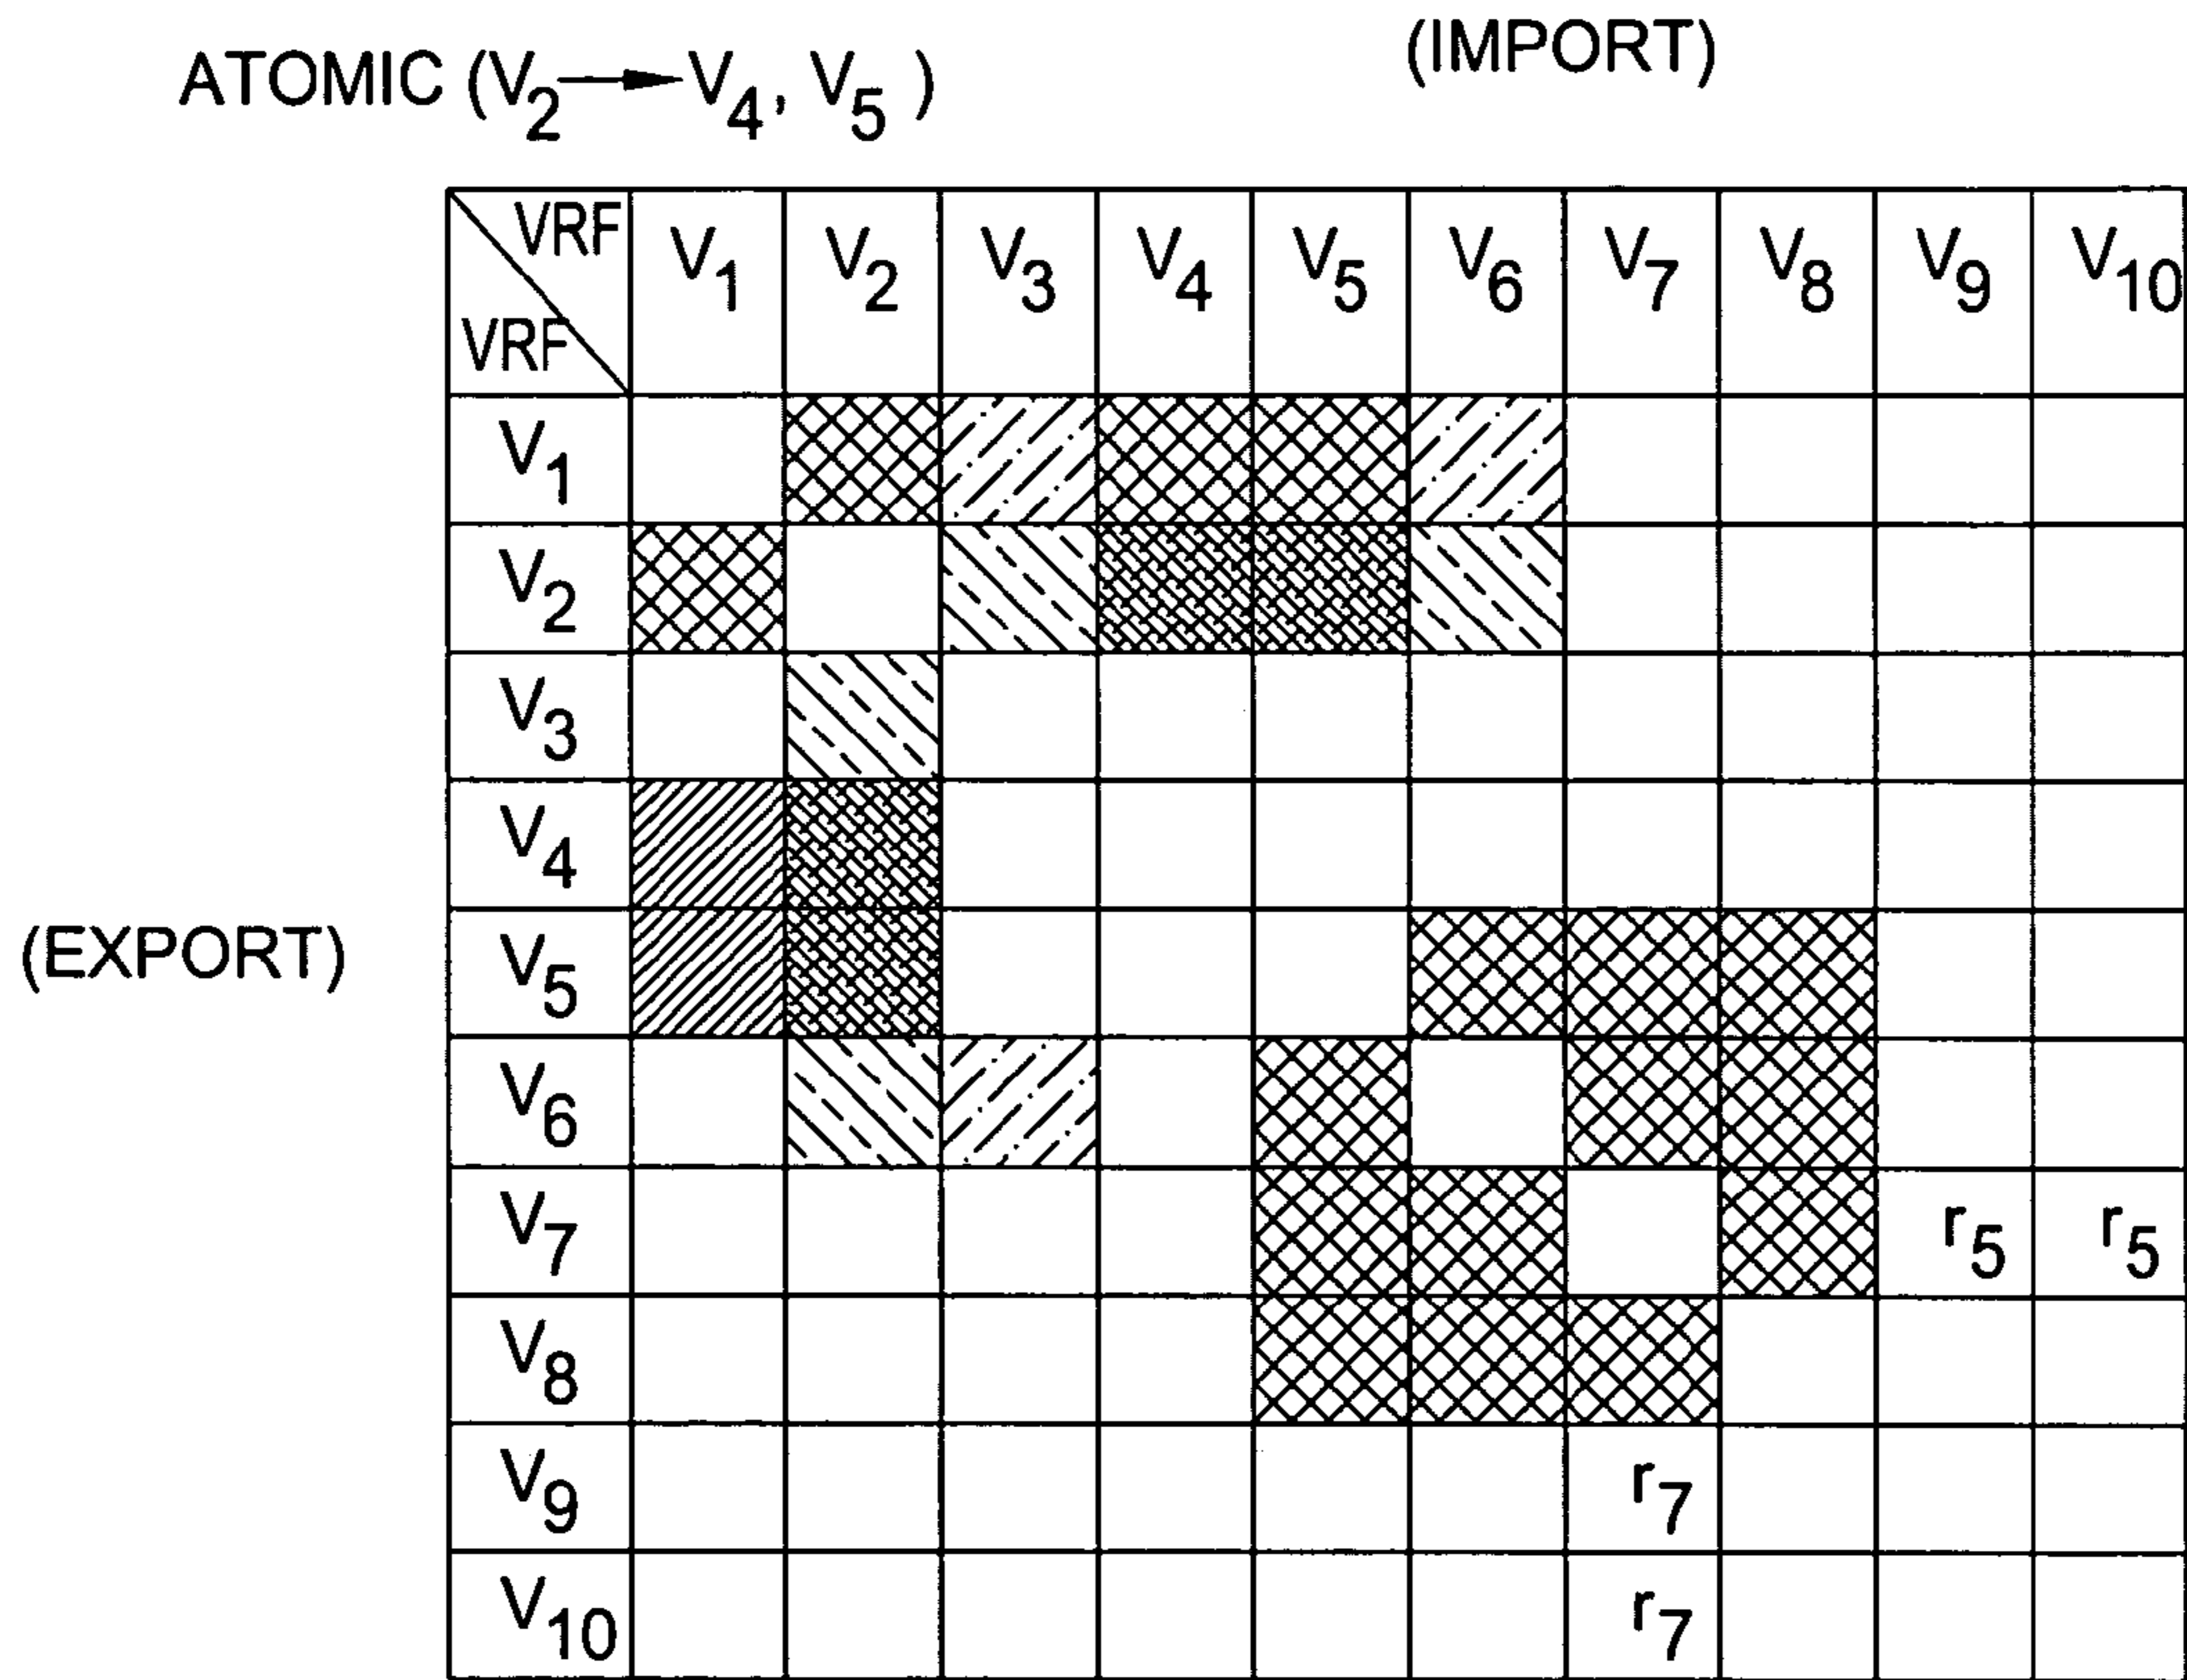 (IMPORT)
ATOMIC (V2 → V4, V5 )
VRF V1 V2 V3 V4 V5 V6 V7 V8 V9 V10
VRF
V1
V2
V3
V4
(EXPORT) V5
V6
V7 r5 r5
V8
V9 r7
V10 r7